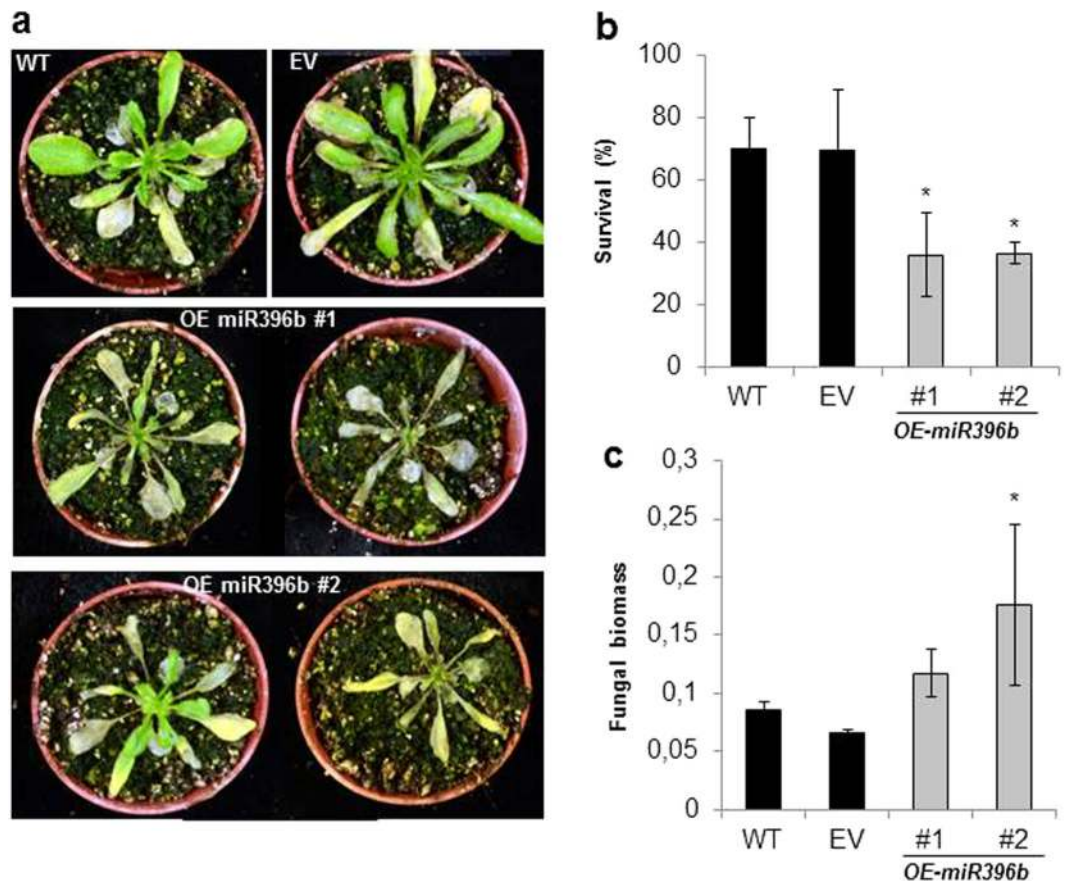 a
WT
EV
OE miR396b #1
OE miR396b #2
b
100
80
60
40
20
0
Survival (%)
*
*
WT
EV
#1
#2
OE-miR396b
c
0,3
0,25
0,2
0,15
0,1
0,05
0
Fungal biomass
*
WT
EV
#1
#2
OE-miR396b